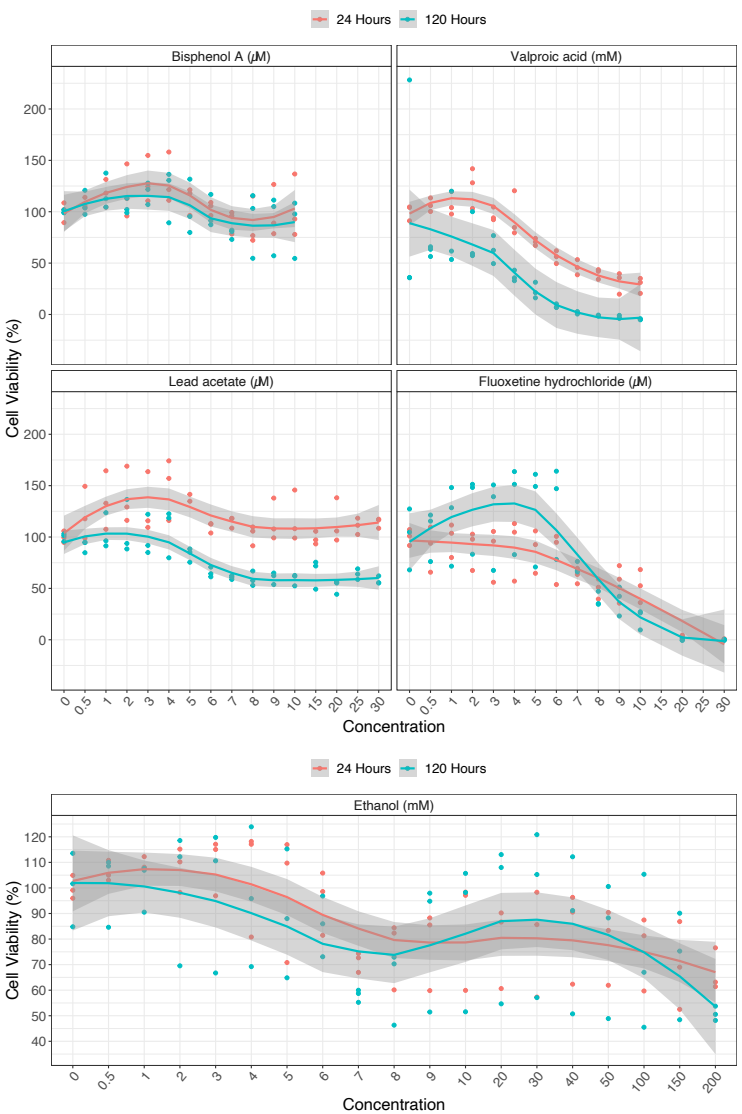 24 Hours 120 Hours
Bisphenol A (µM) Valproic acid (mM)
200
150
100
50
0
Lead acetate (µM) Fluoxetine hydrochloride (µM)
200
150
100
50
0
Cell Viability (%)
0 0.5 1 2 3 4 5 6 7 8 9 10 15 20 25 30 0 0.5 1 2 3 4 5 6 7 8 9 10 15 20 25 30
Concentration
24 Hours 120 Hours
Ethanol (mM)
120
110
100
90
80
70
60
50
40
Cell Viability (%)
0 0.5 1 2 3 4 5 6 7 8 9 10 20 30 40 50 100 150 200
Concentration